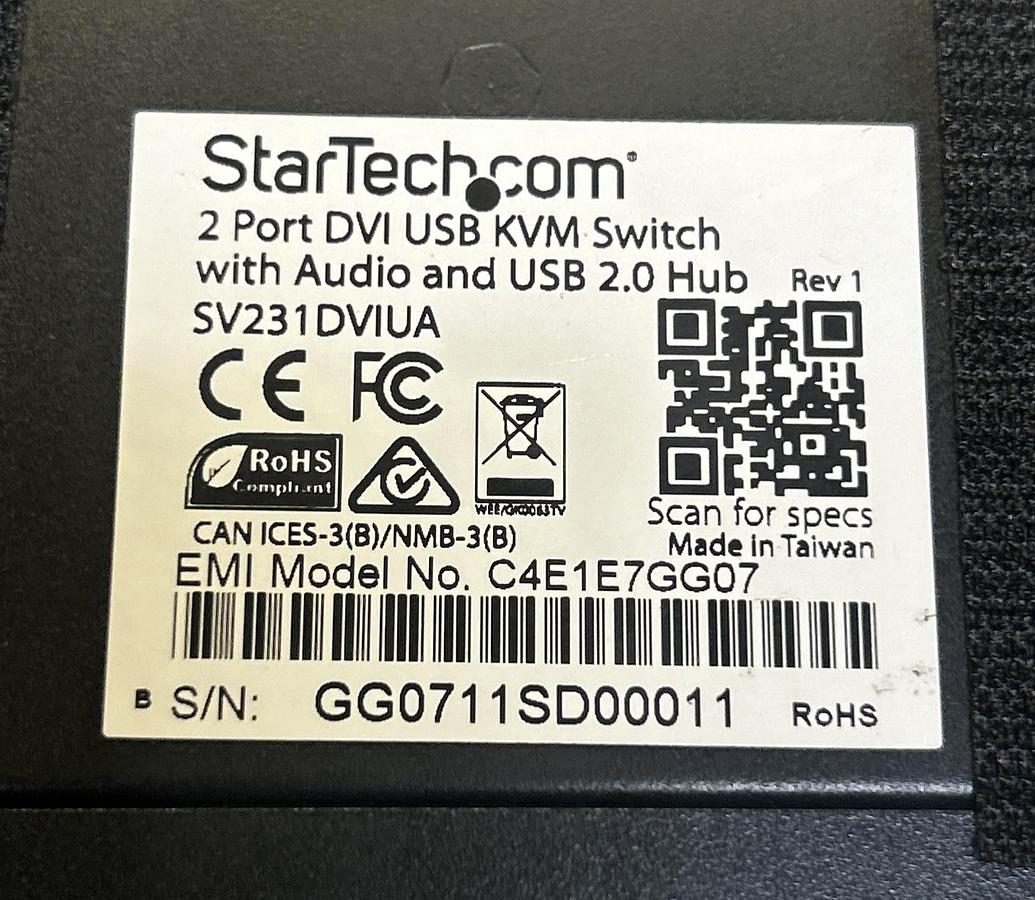 StarTech.com
2 Port DVI USB KVM Switch
with Audio and USB 2.0 Hub Rev 1
SV231DVIUA
CE FC
RoHS
Compliant
CAN ICES-3(B)/NMB-3(B)
Scan for specs
Made in Taiwan
EMI Model No. C4E1E7GG07
B S/N: GG0711SD00011 RoHS